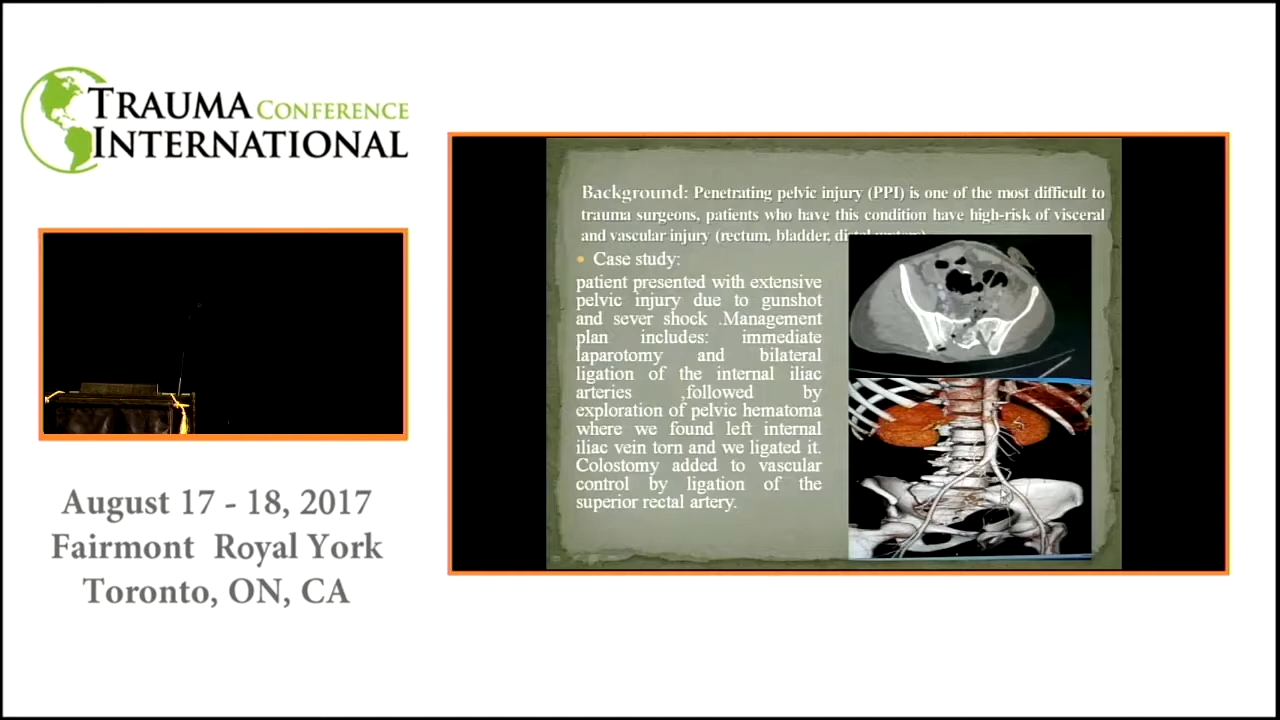 TRAUMA CONFERENCE
INTERNATIONAL
August 17 - 18, 2017
Fairmont Royal York
Toronto, ON, CA
Background: Penetrating pelvic injury (PPI) is one of the most difficult to
trauma surgeons, patients who have this condition have high-risk of visceral
and vascular injury (rectum, bladder,
• Case study:
patient presented with extensive
pelvic injury due to gunshot
and sever shock .Management
plan includes: immediate
laparotomy and bilateral
ligation of the internal iliac
arteries ,followed by
exploration of pelvic hematoma
where we found left internal
iliac vein torn and we ligated it.
Colostomy added to vascular
control by ligation of the
superior rectal artery.